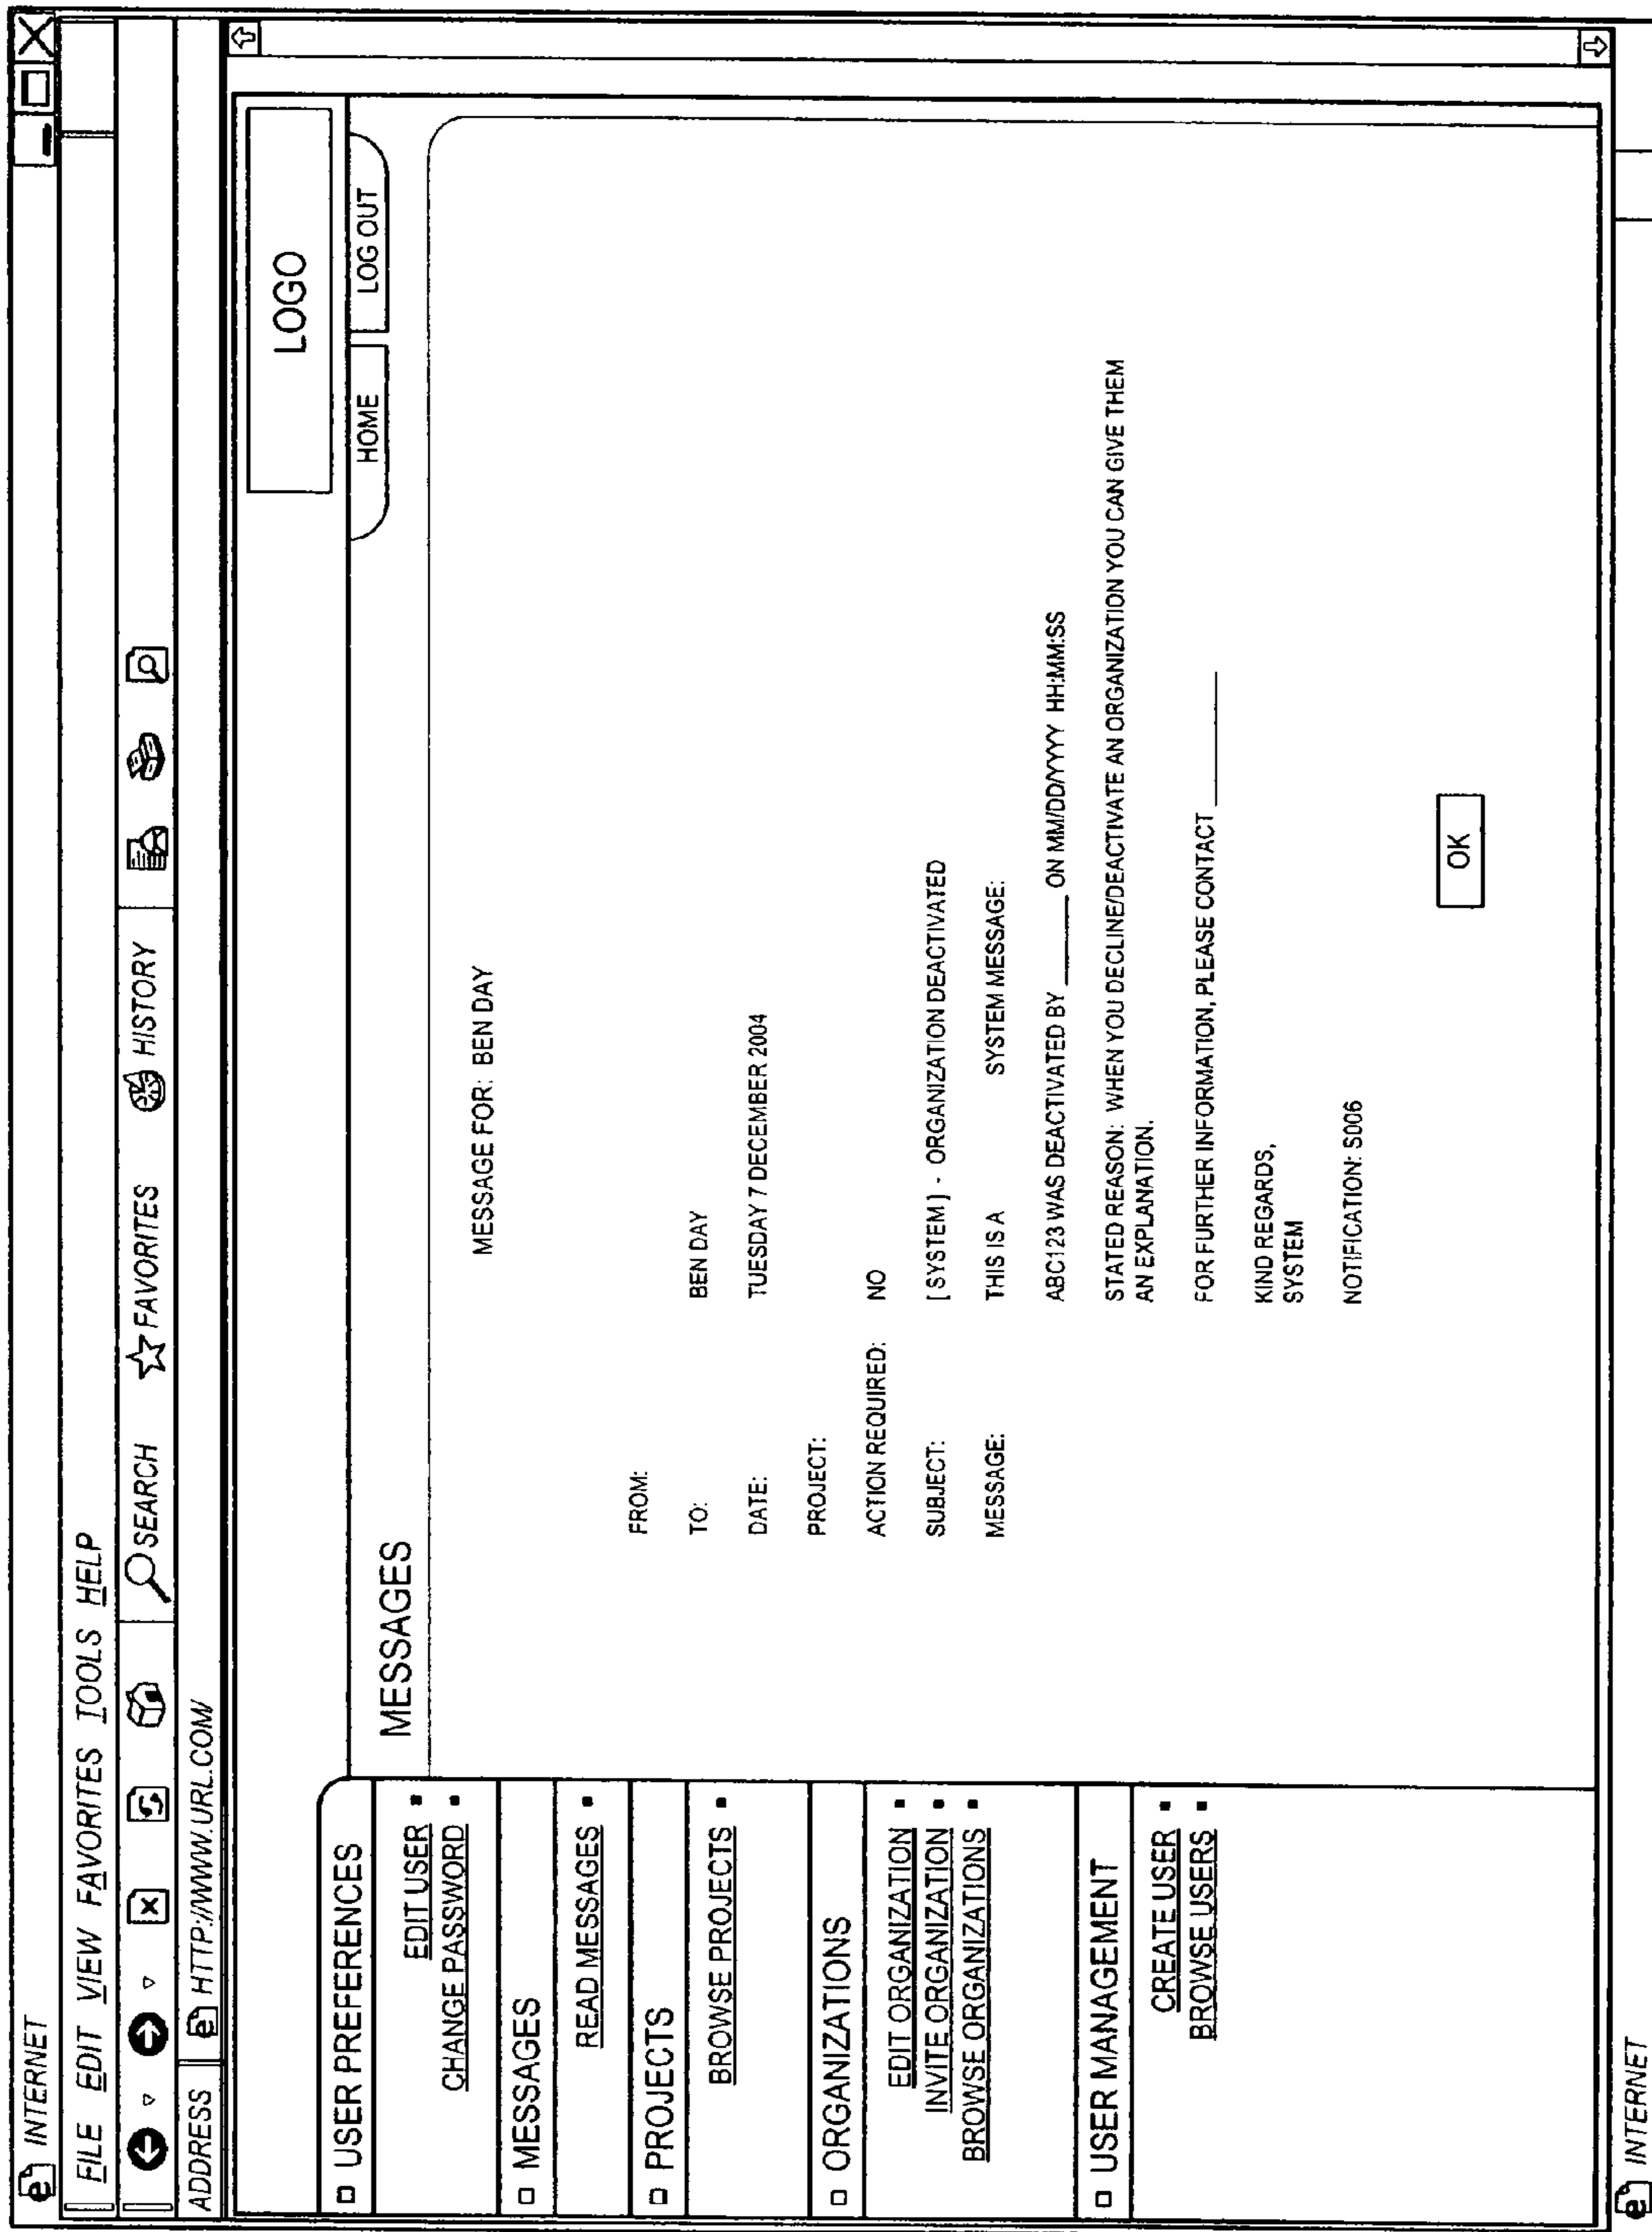 INTERNET
FILE EDIT VIEW FAVORITES TOOLS HELP
SEARCH FAVORITES HISTORY
ADDRESS HTTP://WWW.URL.COM/
LOGO
HOME LOG OUT
USER PREFERENCES
EDIT USER
CHANGE PASSWORD
MESSAGES
READ MESSAGES
PROJECTS
BROWSE PROJECTS
ORGANIZATIONS
EDIT ORGANIZATION
INVITE ORGANIZATION
BROWSE ORGANIZATIONS
USER MANAGEMENT
CREATE USER
BROWSE USERS
MESSAGES
MESSAGE FOR: BEN DAY
FROM:
TO: BEN DAY
DATE: TUESDAY 7 DECEMBER 2004
PROJECT:
ACTION REQUIRED: NO
SUBJECT: [SYSTEM] - ORGANIZATION DEACTIVATED
MESSAGE: THIS IS A SYSTEM MESSAGE:
ABC123 WAS DEACTIVATED BY ______ ON MM/DD/YYYY HH:MM:SS
STATED REASON: WHEN YOU DECLINE/DEACTIVATE AN ORGANIZATION YOU CAN GIVE THEM
AN EXPLANATION.
FOR FURTHER INFORMATION, PLEASE CONTACT ____________
KIND REGARDS,
SYSTEM
NOTIFICATION: S006
OK
INTERNET